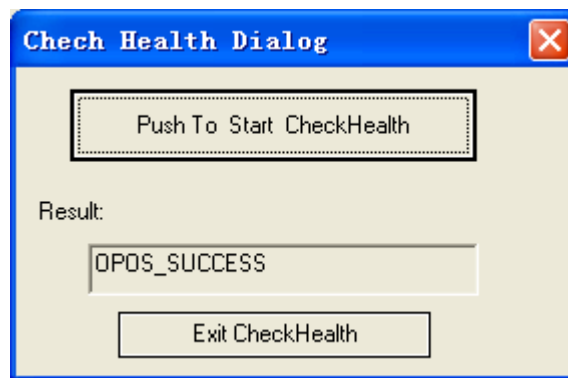 Chech Health Dialog
Push To Start CheckHealth
Result:
OPOS_SUCCESS
Exit CheckHealth